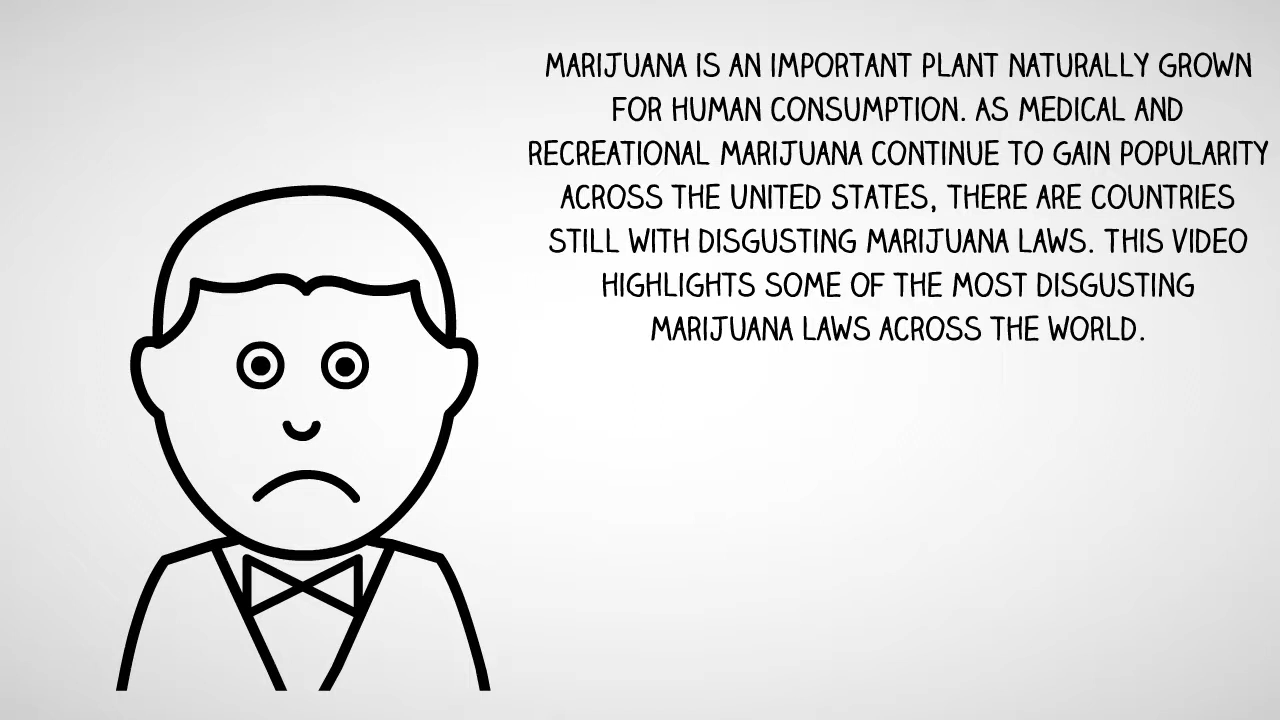 MARIJUANA IS AN IMPORTANT PLANT NATURALLY GROWN
FOR HUMAN CONSUMPTION. AS MEDICAL AND
RECREATIONAL MARIJUANA CONTINUE TO GAIN POPULARITY
ACROSS THE UNITED STATES, THERE ARE COUNTRIES
STILL WITH DISGUSTING MARIJUANA LAWS. THIS VIDEO
HIGHLIGHTS SOME OF THE MOST DISGUSTING
MARIJUANA LAWS ACROSS THE WORLD.